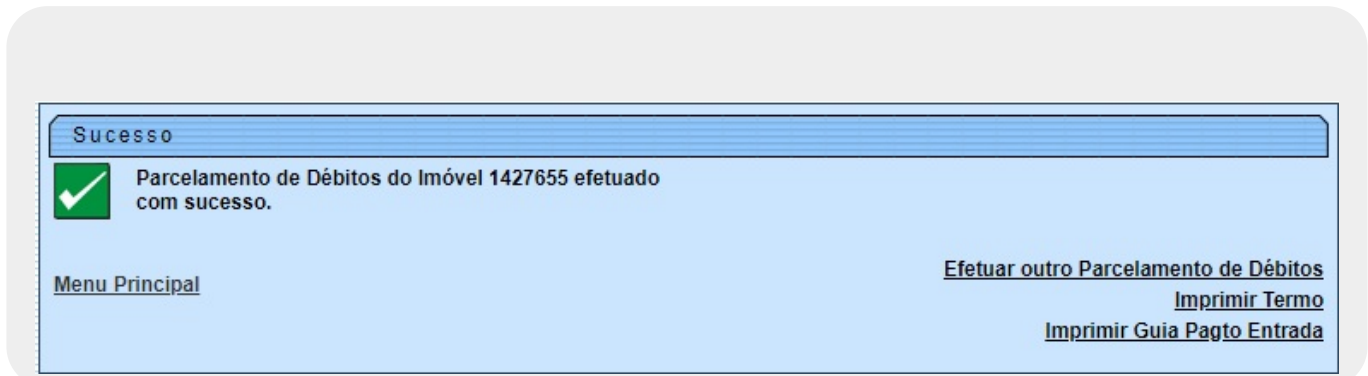 Sucesso
Parcelamento de Débitos do Imóvel 1427655 efetuado
com sucesso.
Menu Principal
Efetuar outro Parcelamento de Débitos
Imprimir Termo
Imprimir Guia Pagto Entrada